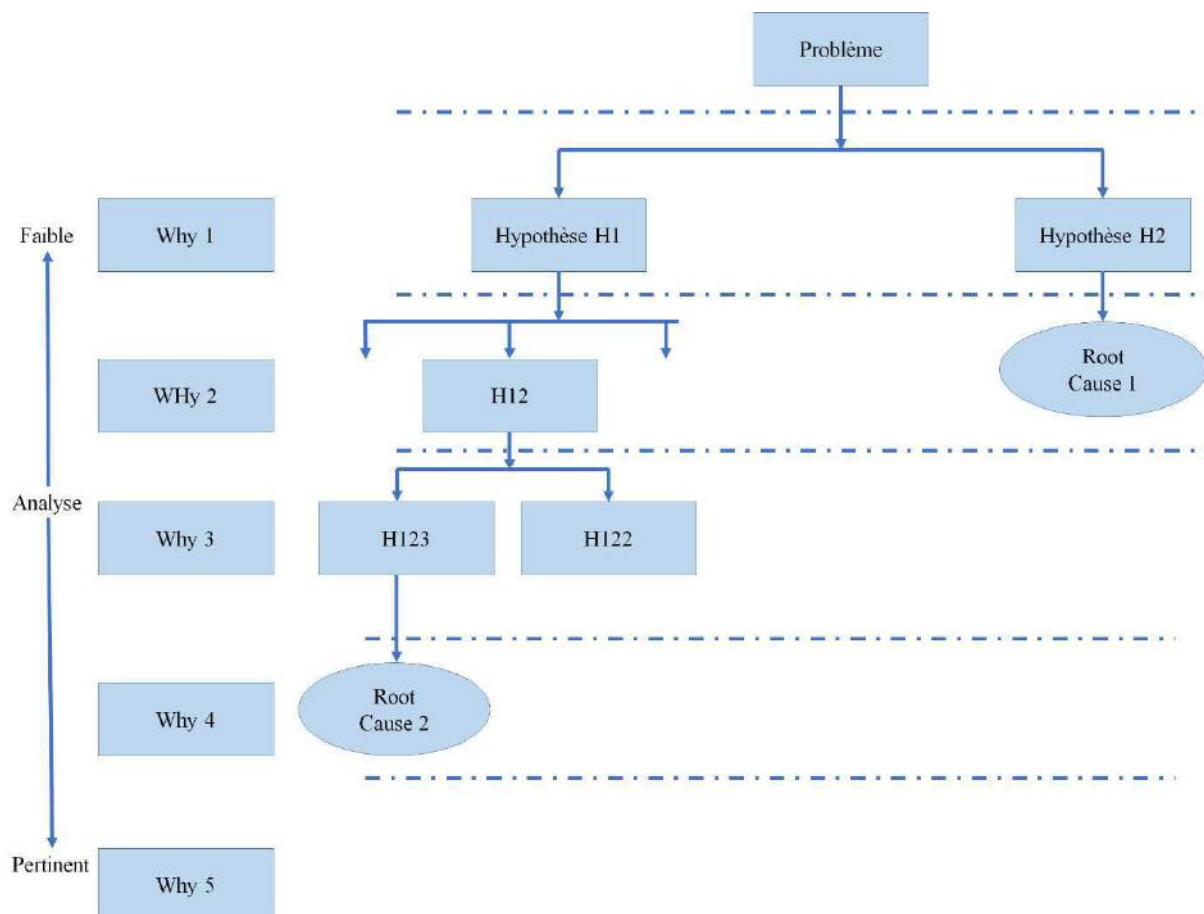 Problème
Faible
Why 1
Hypothèse H1
Hypothèse H2
WHy 2
H12
Root
Cause 1
Analyse
Why 3
H123
H122
Why 4
Root
Cause 2
Pertinent
Why 5